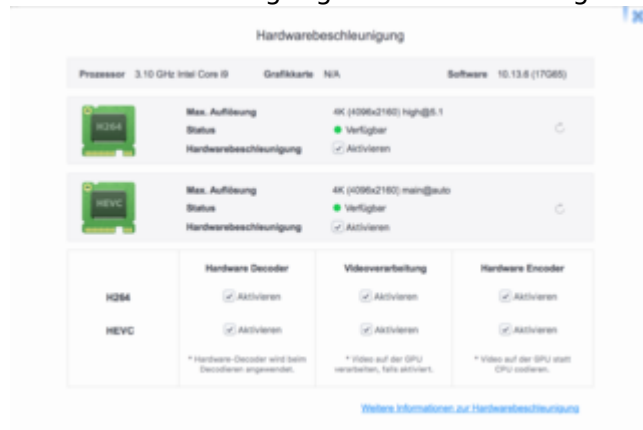 Hardwarebeschleunigung
Prozessor 3.10 GHz Intel Core i9 Grafikkarte N/A Software 10.13.6 (17G65)
H264
Max. Auflösung 4K (4096x2160) high@5.1
Status Verfügbar
Hardwarebeschleunigung Aktivieren
HEVC
Max. Auflösung 4K (4096x2160) main@auto
Status Verfügbar
Hardwarebeschleunigung Aktivieren
Hardware Decoder Videoverarbeitung Hardware Encoder
H264 Aktivieren Aktivieren Aktivieren
HEVC Aktivieren Aktivieren Aktivieren
* Hardware-Decoder wird beim Decodieren angewendet.
* Video auf der GPU verarbeiten, falls aktiviert.
* Video auf der GPU statt CPU codieren.
Weitere Informationen zur Hardwarebeschleunigung